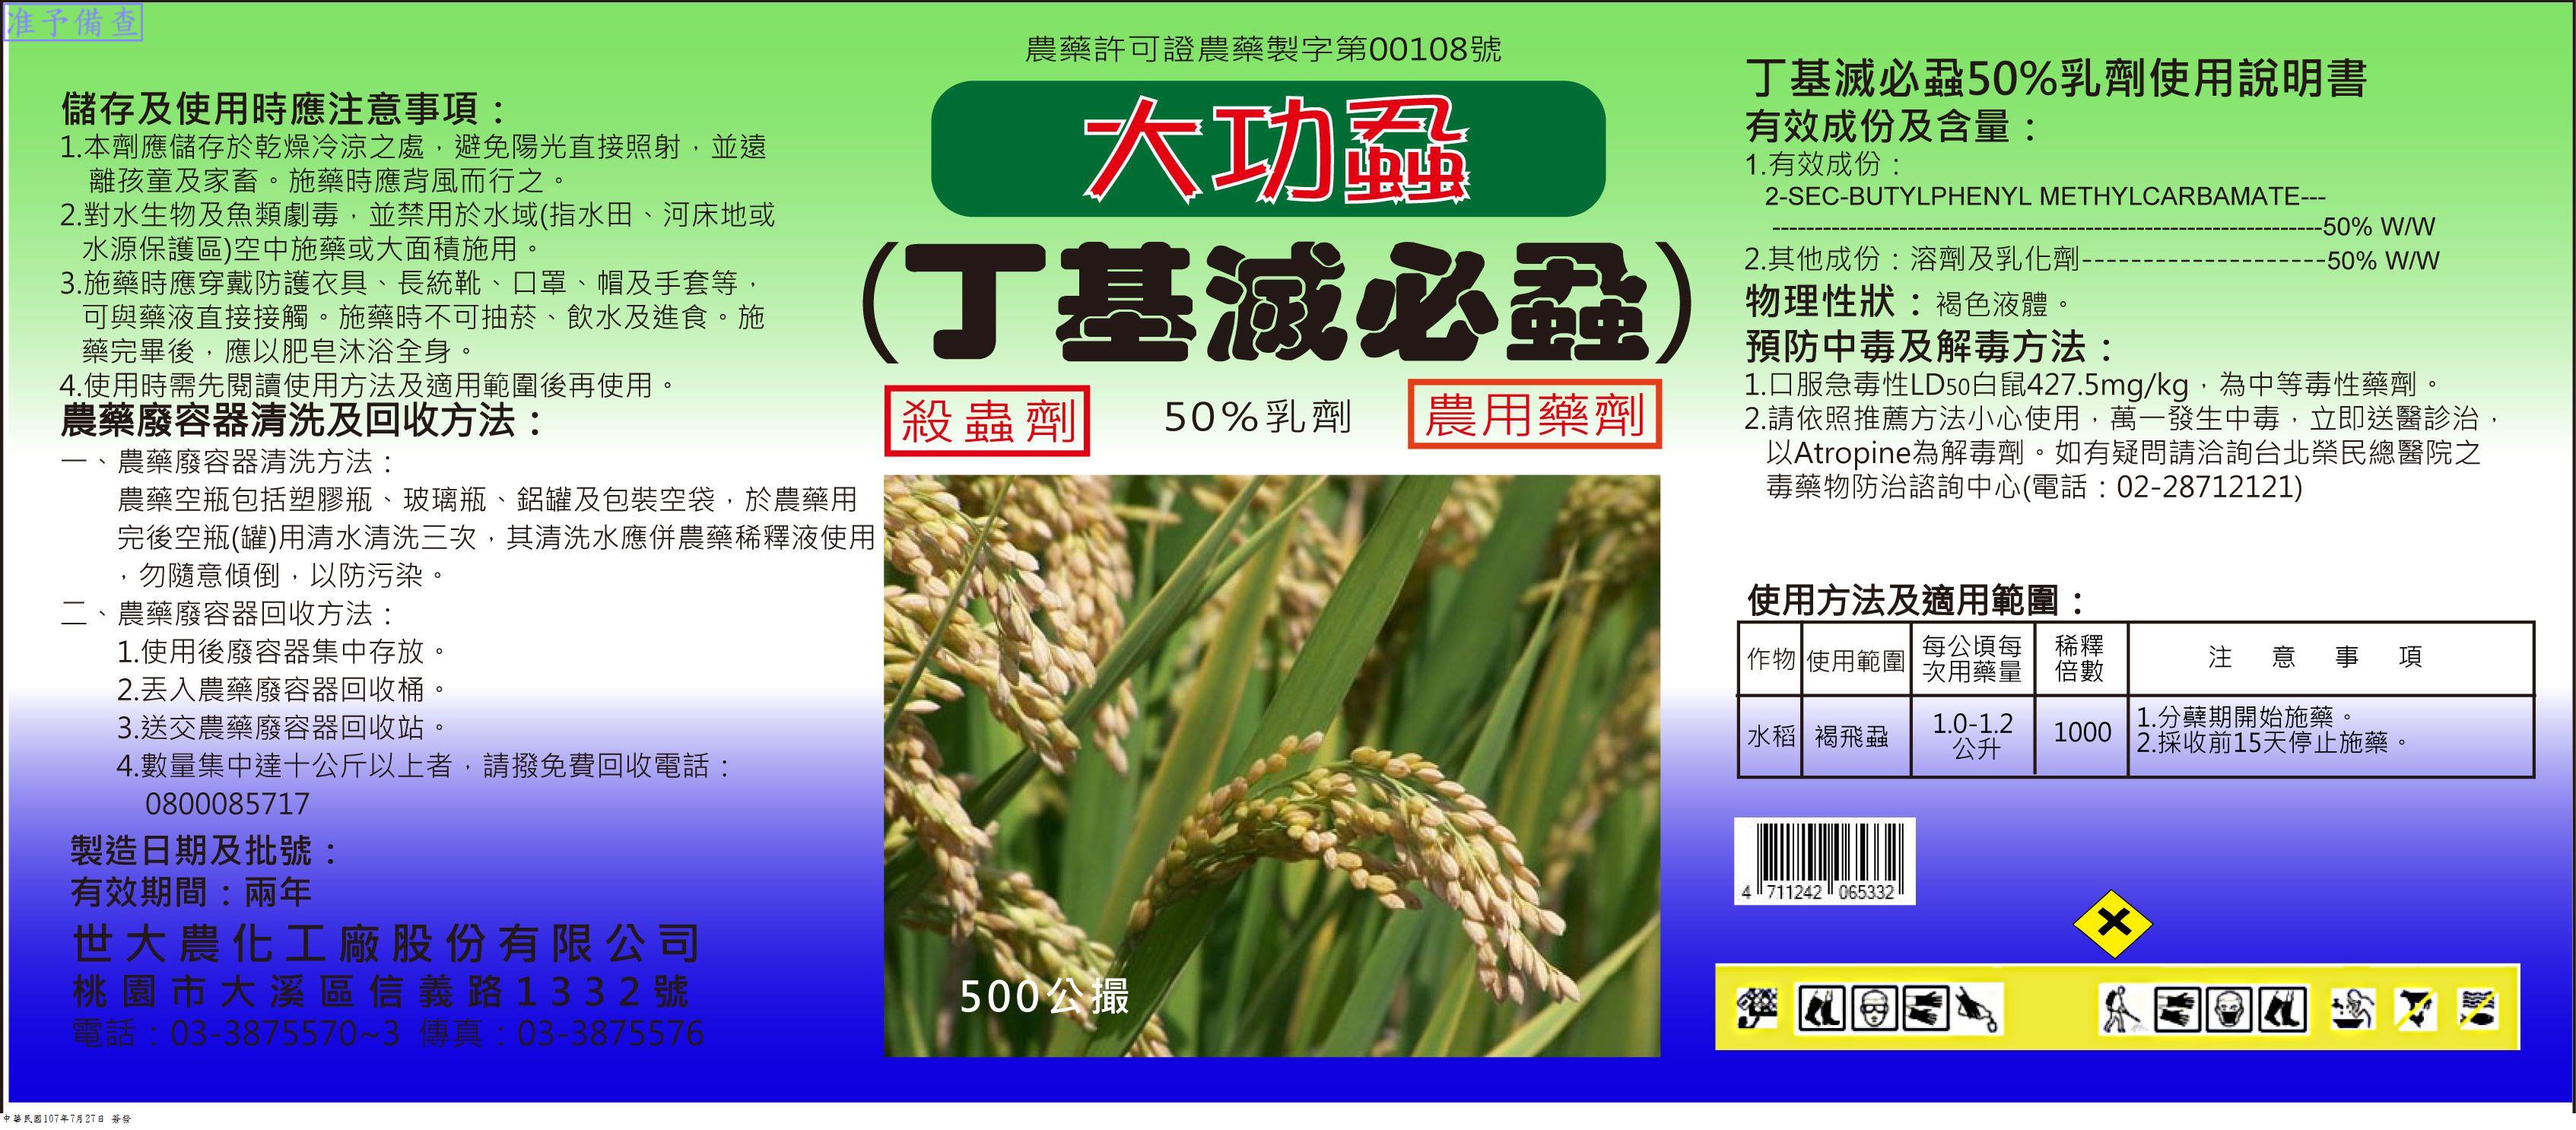 准予備查
儲存及使用時應注意事項：
1.本劑應儲存於乾燥冷涼之處，避免陽光直接照射，並遠
離孩童及家畜。施藥時應背風而行之。
2.對水生物及魚類劇毒，並禁用於水域(指水田、河床地或
水源保護區)空中施藥或大面積施用。
3.施藥時應穿戴防護衣具、長統靴、口罩、帽及手套等，
可與藥液直接接觸。施藥時不可抽菸、飲水及進食。施
藥完畢後，應以肥皂沐浴全身。
4.使用時需先閱讀使用方法及適用範圍後再使用。
農藥廢容器清洗及回收方法：
一、農藥廢容器清洗方法：
農藥空瓶包括塑膠瓶、玻璃瓶、鋁罐及包裝空袋，於農藥用
完後空瓶(罐)用清水清洗三次，其清洗水應併農藥稀釋液使用
，勿隨意傾倒，以防污染。
二、農藥廢容器回收方法：
1.使用後廢容器集中存放。
2.丟入農藥廢容器回收桶。
3.送交農藥廢容器回收站。
4.數量集中達十公斤以上者，請撥免費回收電話：
0800085717
製造日期及批號：
有效期間：兩年
世大農化工廠股份有限公司
桃園市大溪區信義路1332號
電話：03-3875570~3 傳真：03-3875576
農藥許可證農藥製字第00108號
大功蝨
(丁基滅必蝨)
殺蟲劑 50%乳劑 農用藥劑
500公撮
丁基滅必蝨50%乳劑使用說明書
有效成份及含量：
1.有效成份：
2-SEC-BUTYLPHENYL METHYLCARBAMATE---
------------------------------------------------------------------50% W/W
2.其他成份：溶劑及乳化劑--------------------50% W/W
物理性狀：褐色液體。
預防中毒及解毒方法：
1.口服急毒性LD50白鼠427.5mg/kg，為中等毒性藥劑。
2.請依照推薦方法小心使用，萬一發生中毒，立即送醫診治，
以Atropine為解毒劑。如有疑問請洽詢台北榮民總醫院之
毒藥物防治諮詢中心(電話：02-28712121)
使用方法及適用範圍：
作物 使用範圍 每公頃每次用藥量 稀釋倍數 注意事項
水稻 褐飛蝨 1.0-1.2公升 1000 1.分蘗期開始施藥。
2.採收前15天停止施藥。
4 711242 065332
中華民國107年7月27日 簽發